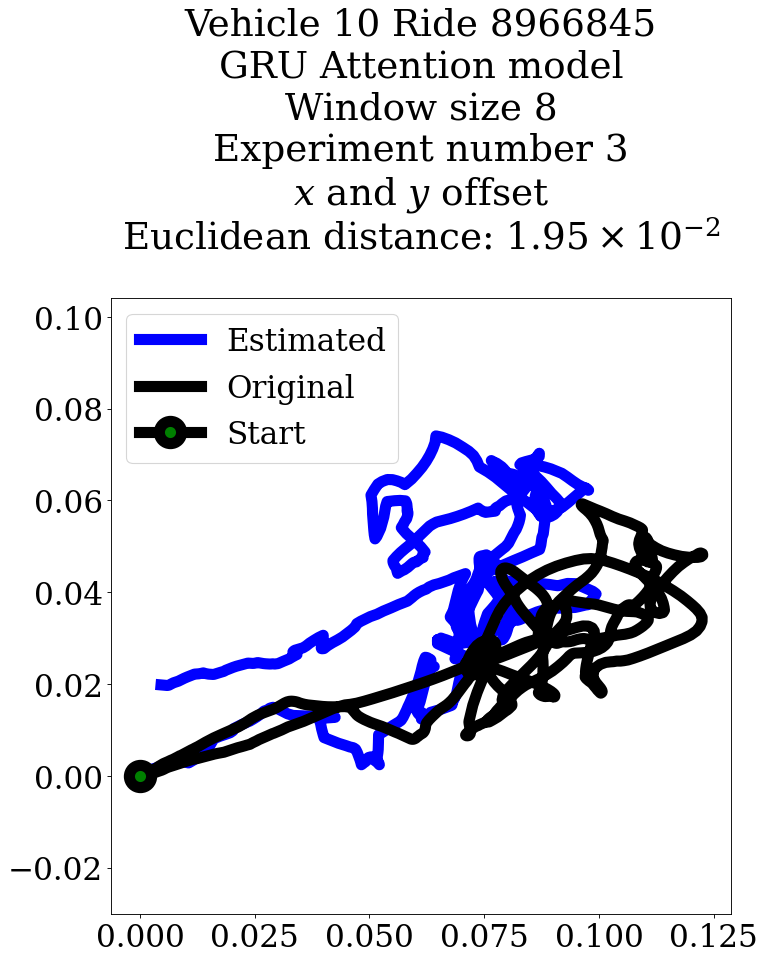 Vehicle 10 Ride 8966845
GRU Attention model
Window size 8
Experiment number 3
x and y offset
Euclidean distance: 1.95 × 10⁻²
Estimated
Original
Start
0.10
0.08
0.06
0.04
0.02
0.00
−0.02
0.000 0.025 0.050 0.075 0.100 0.125